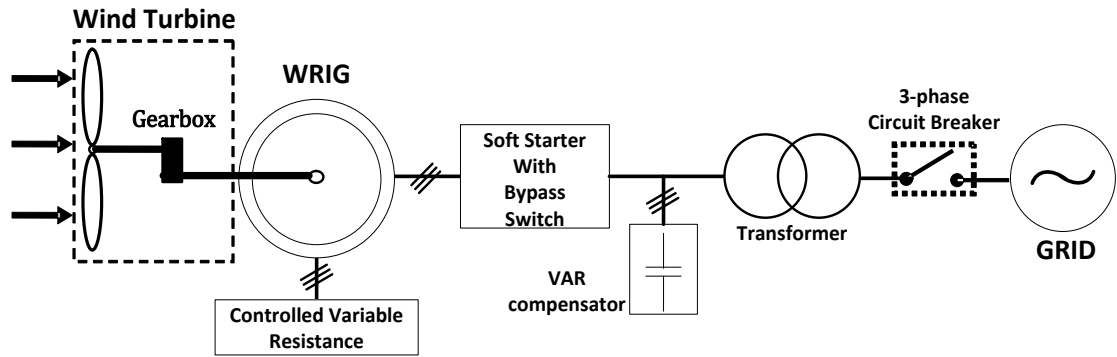 Wind Turbine
WRIG
Gearbox
3-phase
Circuit Breaker
Soft Starter
With
Bypass
Switch
Transformer
GRID
VAR
compensator
Controlled Variable
Resistance